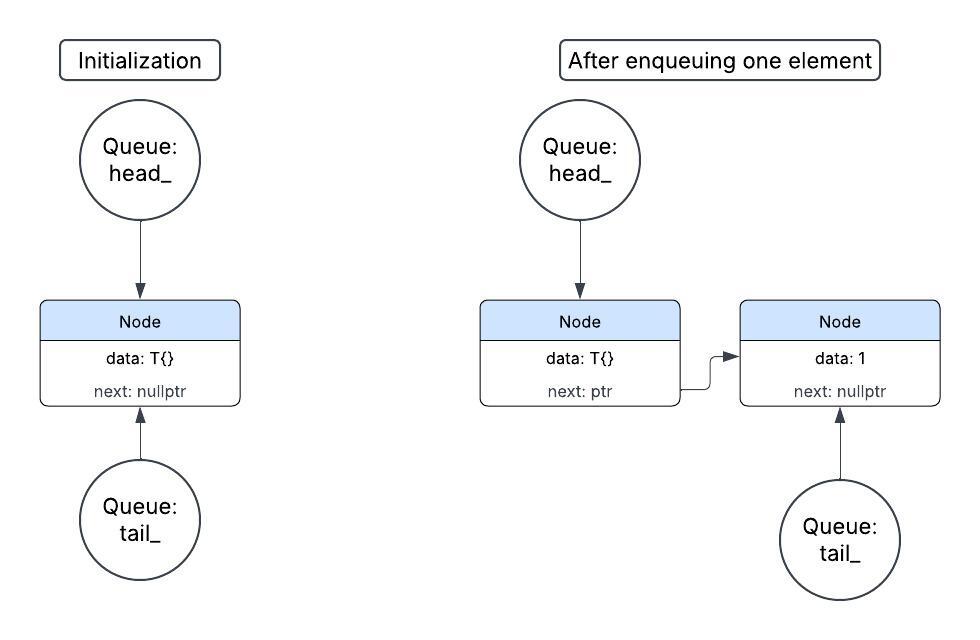 Initialization
Queue:
head_
Node
data: T{}
next: nullptr
Queue:
tail_
After enqueuing one element
Queue:
head_
Node
data: T{}
next: ptr
Node
data: 1
next: nullptr
Queue:
tail_